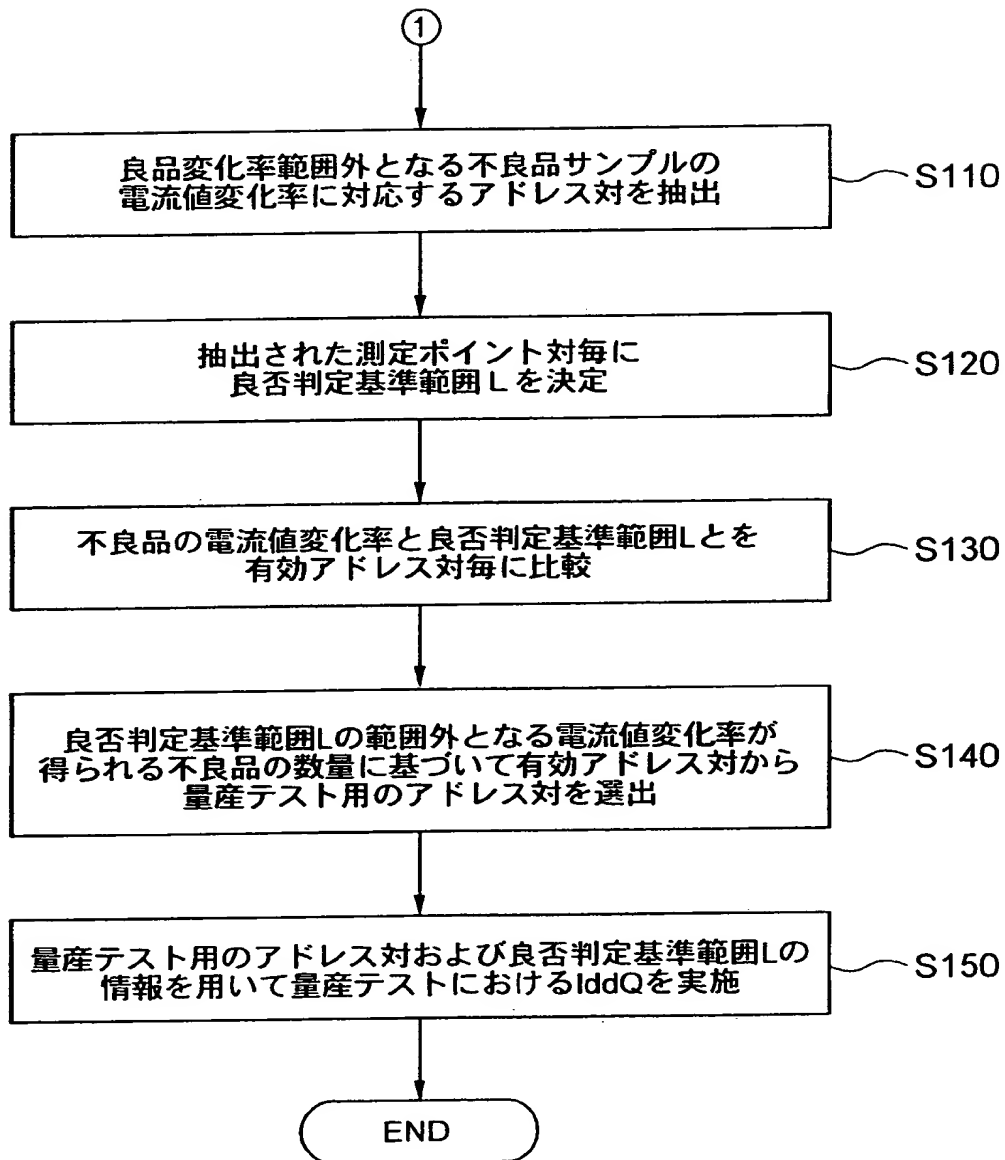 ①
良品変化率範囲外となる不良品サンプルの
電流値変化率に対応するアドレス対を抽出
S110
抽出された測定ポイント対毎に
良否判定基準範囲Lを決定
S120
不良品の電流値変化率と良否判定基準範囲Lとを
有効アドレス対毎に比較
S130
良否判定基準範囲Lの範囲外となる電流値変化率が
得られる不良品の数量に基づいて有効アドレス対から
量産テスト用のアドレス対を選出
S140
量産テスト用のアドレス対および良否判定基準範囲Lの
情報を用いて量産テストにおけるIddQを実施
S150
END